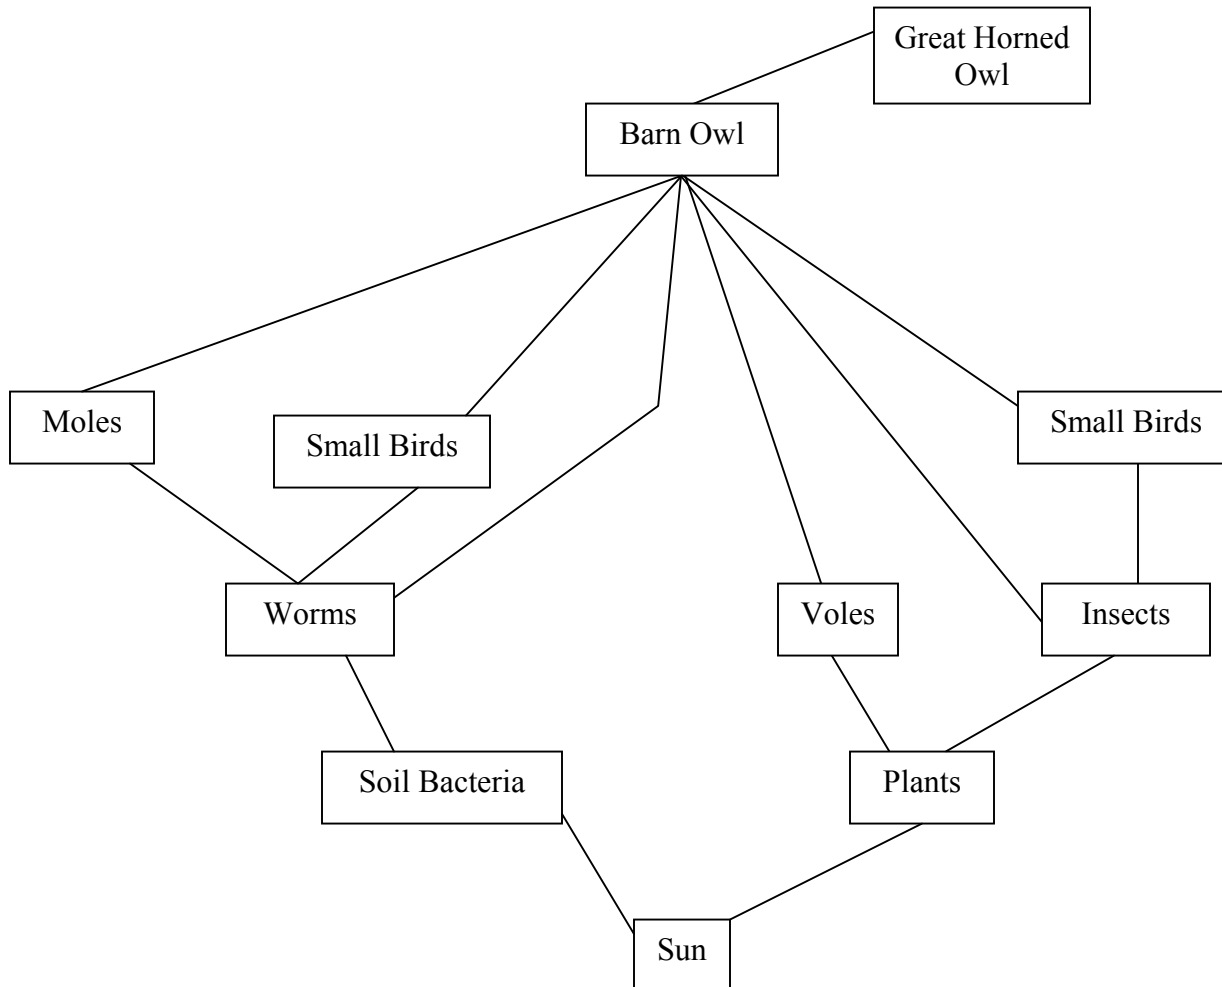 Great Horned
Owl
Barn Owl
Moles
Small Birds
Small Birds
Worms
Voles
Insects
Soil Bacteria
Plants
Sun